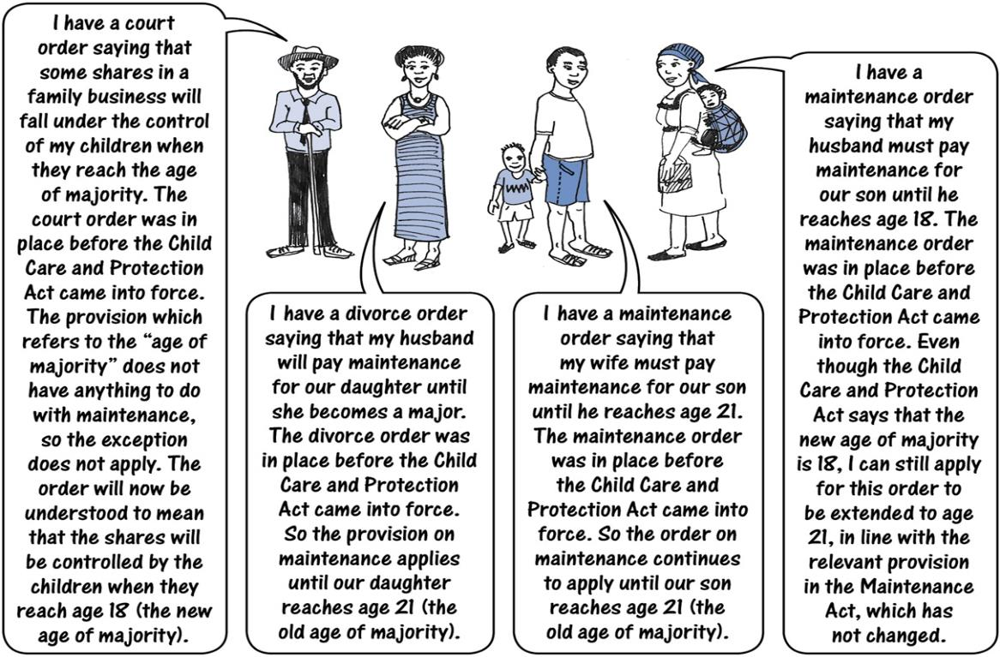 I have a court
order saying that
some shares in a
family business will
fall under the control
of my children when
they reach the age
of majority. The
court order was in
place before the Child
Care and Protection
Act came into force.
The provision which
refers to the “age of
majority” does not
have anything to do
with maintenance,
so the exception
does not apply. The
order will now be
understood to mean
that the shares will
be controlled by the
children when they
reach age 18 (the new
age of majority).
I have a divorce order
saying that my husband
will pay maintenance
for our daughter until
she becomes a major.
The divorce order was
in place before the Child
Care and Protection
Act came into force.
So the provision on
maintenance applies
until our daughter
reaches age 21 (the
old age of majority).
I have a maintenance
order saying that
my wife must pay
maintenance for our son
until he reaches age 21.
The maintenance order
was in place before
the Child Care and
Protection Act came into
force. So the order on
maintenance continues
to apply until our son
reaches age 21 (the
old age of majority).
I have a
maintenance order
saying that my
husband must pay
maintenance for
our son until he
reaches age 18. The
maintenance order
was in place before
the Child Care and
Protection Act came
into force. Even
though the Child
Care and Protection
Act says that the
new age of majority
is 18, I can still apply
for this order to
be extended to age
21, in line with the
relevant provision
in the Maintenance
Act, which has
not changed.